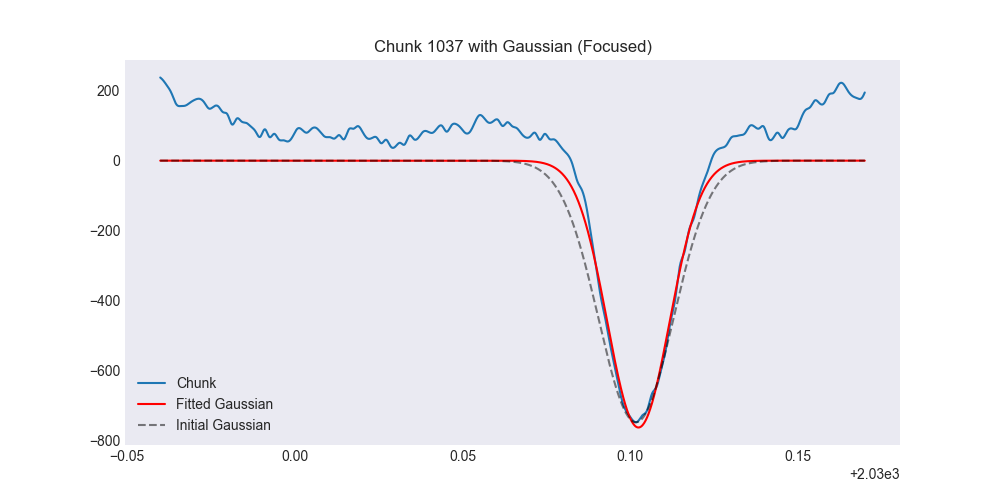 Chunk 1037 with Gaussian (Focused)
200
0
−200
−400
−600
−800
Chunk
Fitted Gaussian
Initial Gaussian
−0.05 0.00 0.05 0.10 0.15
+2.03e3